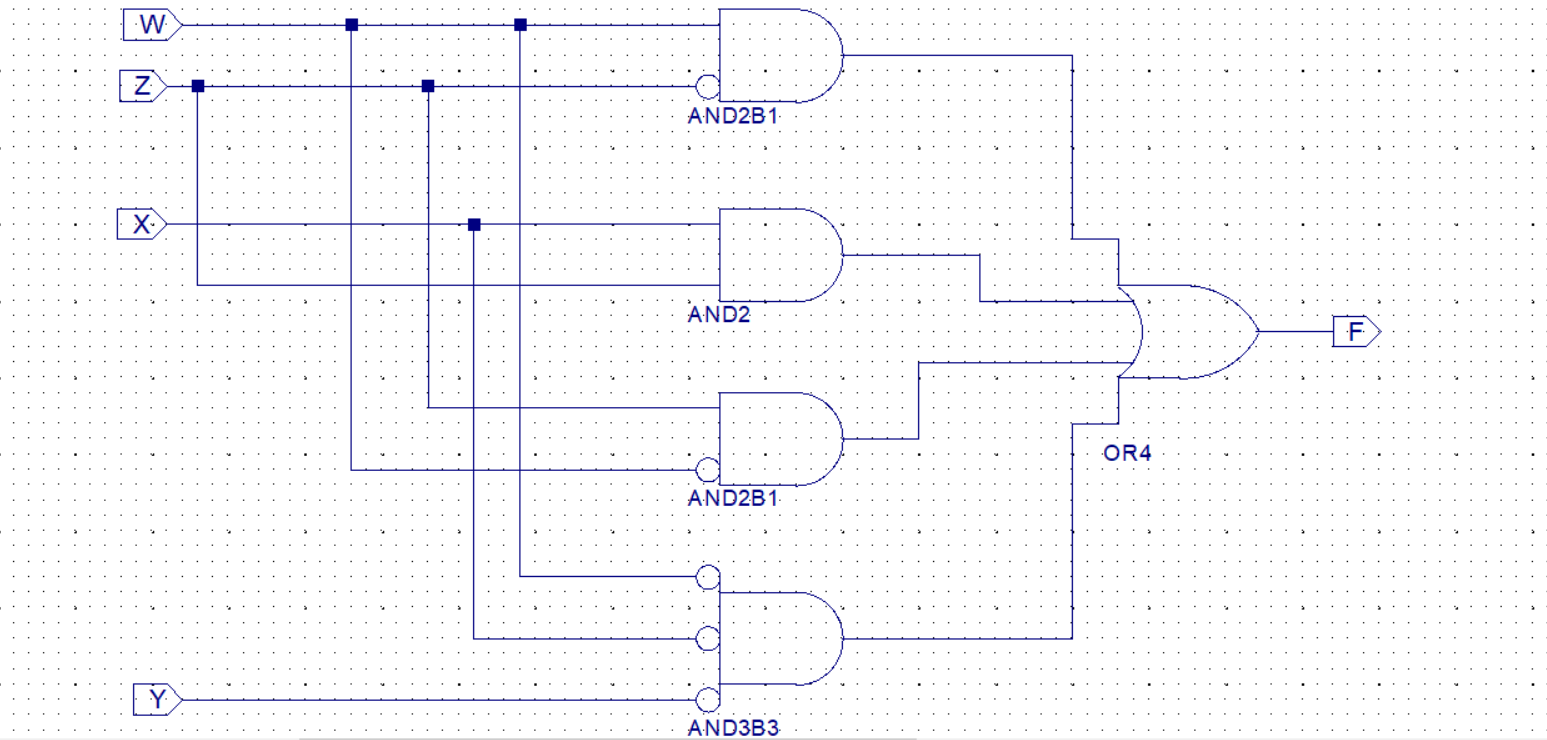 W
Z
AND2B1
X
AND2
F
OR4
AND2B1
Y
AND3B3